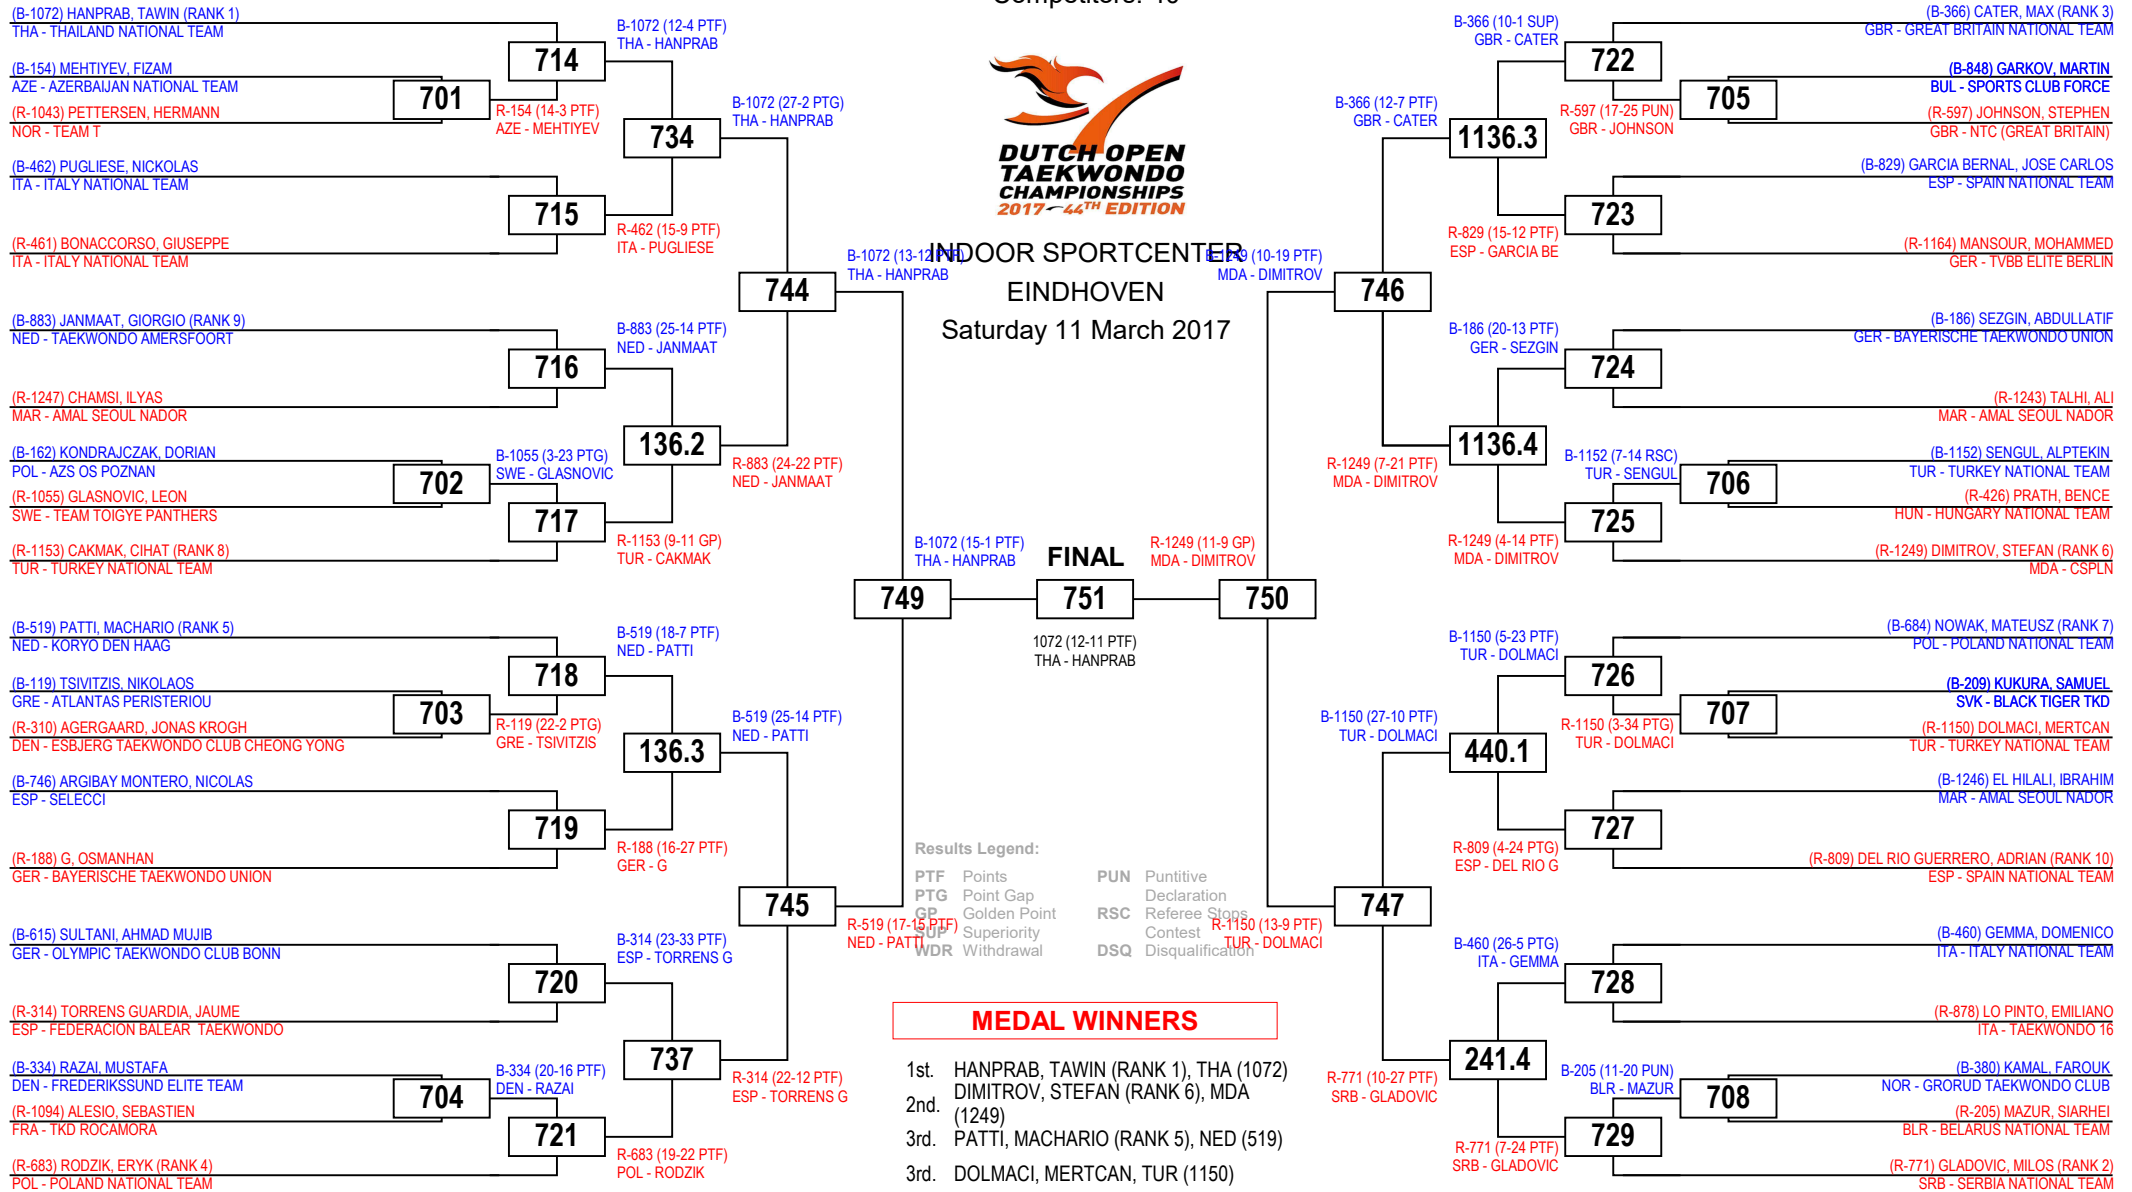 Competitors: 40
(B-1072) HANPRAB, TAWIN (RANK 1)
THA - THAILAND NATIONAL TEAM
(B-154) MEHTIYEV, FIZAM
AZE - AZERBAIJAN NATIONAL TEAM
(R-1043) PETTERSEN, HERMANN
NOR - TEAM T
(B-462) PUGLIESE, NICKOLAS
ITA - ITALY NATIONAL TEAM
(R-461) BONACCORSO, GIUSEPPE
ITA - ITALY NATIONAL TEAM
(B-883) JANMAAT, GIORGIO (RANK 9)
NED - TAEKWONDO AMERSFOORT
(R-1247) CHAMSI, ILYAS
MAR - AMAL SEOUL NADOR
(B-162) KONDRAJCZAK, DORIAN
POL - AZS OS POZNAN
(R-1055) GLASNOVIC, LEON
SWE - TEAM TOIGYE PANTHERS
(R-1153) CAKMAK, CIHAT (RANK 8)
TUR - TURKEY NATIONAL TEAM
(B-519) PATTI, MACHARIO (RANK 5)
NED - KORYO DEN HAAG
(B-119) TSIVITZIS, NIKOLAOS
GRE - ATLANTAS PERISTERIOU
(R-310) AGERGAARD, JONAS KROGH
DEN - ESBJERG TAEKWONDO CLUB CHEONG YONG
(B-746) ARGIBAY MONTERO, NICOLAS
ESP - SELECCI
(R-188) G, OSMANHAN
GER - BAYERISCHE TAEKWONDO UNION
(B-615) SULTANI, AHMAD MUJIB
GER - OLYMPIC TAEKWONDO CLUB BONN
(R-314) TORRENS GUARDIA, JAUME
ESP - FEDERACION BALEAR TAEKWONDO
(B-334) RAZAI, MUSTAFA
DEN - FREDERIKSSUND ELITE TEAM
(R-1094) ALESIO, SEBASTIEN
FRA - TKD ROCAMORA
(R-683) RODZIK, ERYK (RANK 4)
POL - POLAND NATIONAL TEAM
701
R-154 (14-3 PTF)
AZE - MEHTIYEV
702
B-1055 (3-23 PTG)
SWE - GLASNOVIC
703
R-119 (22-2 PTG)
GRE - TSIVITZIS
704
B-334 (20-16 PTF)
DEN - RAZAI
714
B-1072 (12-4 PTF)
THA - HANPRAB
715
R-462 (15-9 PTF)
ITA - PUGLIESE
716
B-883 (25-14 PTF)
NED - JANMAAT
717
R-1153 (9-11 GP)
TUR - CAKMAK
718
B-519 (18-7 PTF)
NED - PATTI
719
R-188 (16-27 PTF)
GER - G
720
B-314 (23-33 PTF)
ESP - TORRENS G
721
R-683 (19-22 PTF)
POL - RODZIK
734
B-1072 (27-2 PTG)
THA - HANPRAB
136.2
R-883 (24-22 PTF)
NED - JANMAAT
136.3
B-519 (25-14 PTF)
NED - PATTI
737
R-314 (22-12 PTF)
ESP - TORRENS G
744
B-1072 (13-12 PTF)
THA - HANPRAB
745
R-519 (17-15 PTF)
NED - PATTI
749
B-1072 (15-1 PTF)
THA - HANPRAB
DUTCH OPEN
TAEKWONDO
CHAMPIONSHIPS
2017 44TH EDITION
INDOOR SPORTCENTER
EINDHOVEN
Saturday 11 March 2017
FINAL
751
1072 (12-11 PTF)
THA - HANPRAB
R-1249 (11-9 GP)
MDA - DIMITROV
750
B-1249 (10-19 PTF)
MDA - DIMITROV
746
R-1150 (13-9 PTF)
TUR - DOLMACI
747
B-366 (12-7 PTF)
GBR - CATER
1136.3
R-1249 (7-21 PTF)
MDA - DIMITROV
1136.4
B-1150 (27-10 PTF)
TUR - DOLMACI
440.1
R-771 (10-27 PTF)
SRB - GLADOVIC
241.4
B-366 (10-1 SUP)
GBR - CATER
722
R-829 (15-12 PTF)
ESP - GARCIA BE
723
B-186 (20-13 PTF)
GER - SEZGIN
724
R-1249 (4-14 PTF)
MDA - DIMITROV
725
B-1150 (5-23 PTF)
TUR - DOLMACI
726
R-809 (4-24 PTG)
ESP - DEL RIO G
727
B-460 (26-5 PTG)
ITA - GEMMA
728
R-771 (7-24 PTF)
SRB - GLADOVIC
729
R-597 (17-25 PUN)
GBR - JOHNSON
705
B-1152 (7-14 RSC)
TUR - SENGUL
706
R-1150 (3-34 PTG)
TUR - DOLMACI
707
B-205 (11-20 PUN)
BLR - MAZUR
708
(B-366) CATER, MAX (RANK 3)
GBR - GREAT BRITAIN NATIONAL TEAM
(B-848) GARKOV, MARTIN
BUL - SPORTS CLUB FORCE
(R-597) JOHNSON, STEPHEN
GBR - NTC (GREAT BRITAIN)
(B-829) GARCIA BERNAL, JOSE CARLOS
ESP - SPAIN NATIONAL TEAM
(R-1164) MANSOUR, MOHAMMED
GER - TVBB ELITE BERLIN
(B-186) SEZGIN, ABDULLATIF
GER - BAYERISCHE TAEKWONDO UNION
(R-1243) TALHI, ALI
MAR - AMAL SEOUL NADOR
(B-1152) SENGUL, ALPTEKIN
TUR - TURKEY NATIONAL TEAM
(R-426) PRATH, BENCE
HUN - HUNGARY NATIONAL TEAM
(R-1249) DIMITROV, STEFAN (RANK 6)
MDA - CSPLN
(B-684) NOWAK, MATEUSZ (RANK 7)
POL - POLAND NATIONAL TEAM
(B-209) KUKURA, SAMUEL
SVK - BLACK TIGER TKD
(R-1150) DOLMACI, MERTCAN
TUR - TURKEY NATIONAL TEAM
(B-1246) EL HILALI, IBRAHIM
MAR - AMAL SEOUL NADOR
(R-809) DEL RIO GUERRERO, ADRIAN (RANK 10)
ESP - SPAIN NATIONAL TEAM
(B-460) GEMMA, DOMENICO
ITA - ITALY NATIONAL TEAM
(R-878) LO PINTO, EMILIANO
ITA - TAEKWONDO 16
(B-380) KAMAL, FAROUK
NOR - GRORUD TAEKWONDO CLUB
(R-205) MAZUR, SIARHEI
BLR - BELARUS NATIONAL TEAM
(R-771) GLADOVIC, MILOS (RANK 2)
SRB - SERBIA NATIONAL TEAM
Results Legend:
PTF Points
PTG Point Gap
GP Golden Point
SUP Superiority
WDR Withdrawal
PUN Puntitive
Declaration
RSC Referee Stops
Contest
DSQ Disqualification
MEDAL WINNERS
1st. HANPRAB, TAWIN (RANK 1), THA (1072)
2nd. DIMITROV, STEFAN (RANK 6), MDA
(1249)
3rd. PATTI, MACHARIO (RANK 5), NED (519)
3rd. DOLMACI, MERTCAN, TUR (1150)